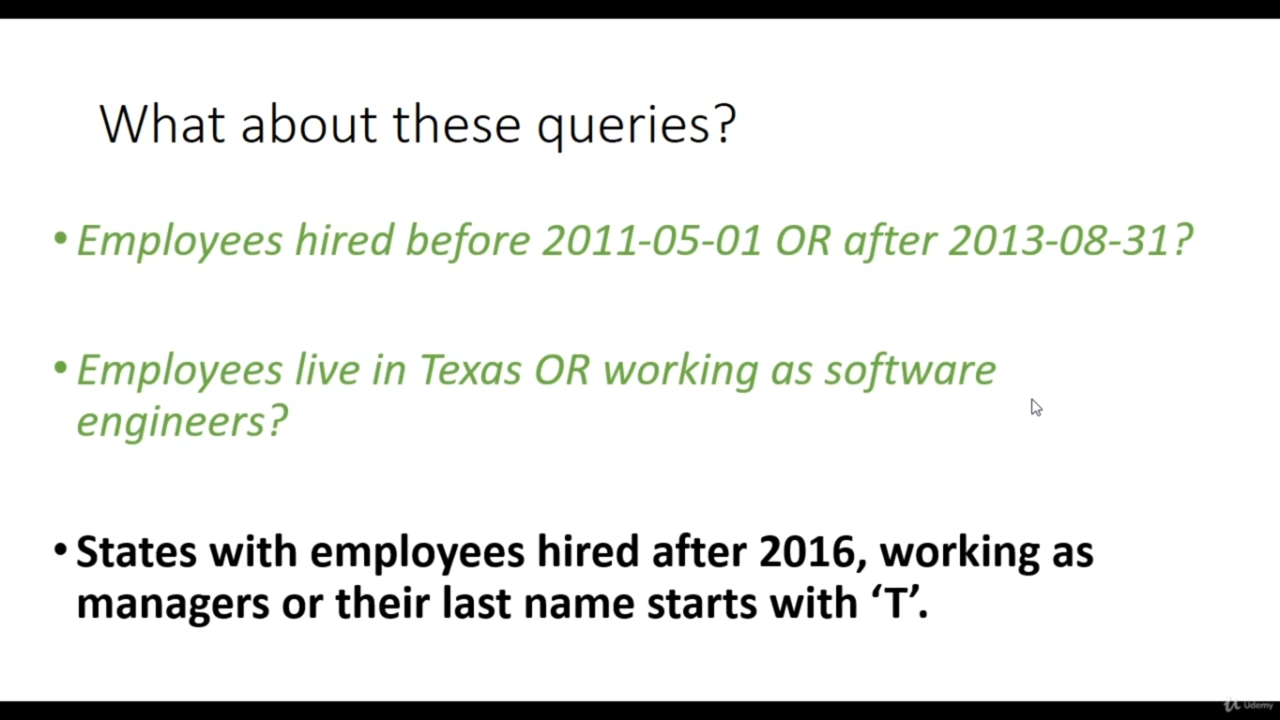 What about these queries?
• Employees hired before 2011-05-01 OR after 2013-08-31?
• Employees live in Texas OR working as software
engineers?
• States with employees hired after 2016, working as
managers or their last name starts with ‘T’.
Udemy